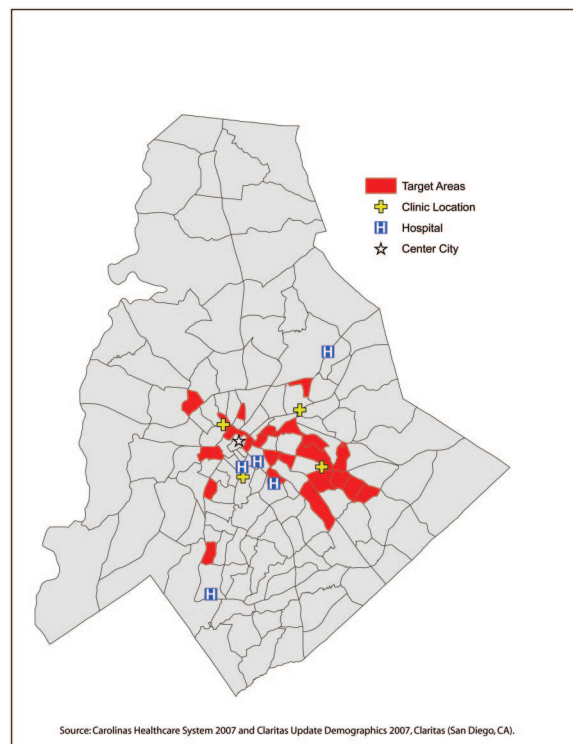 Target Areas
Clinic Location
H Hospital
Center City
H
H
H
H
H
Source: Carolinas Healthcare System 2007 and Claritas Update Demographics 2007, Claritas (San Diego, CA).